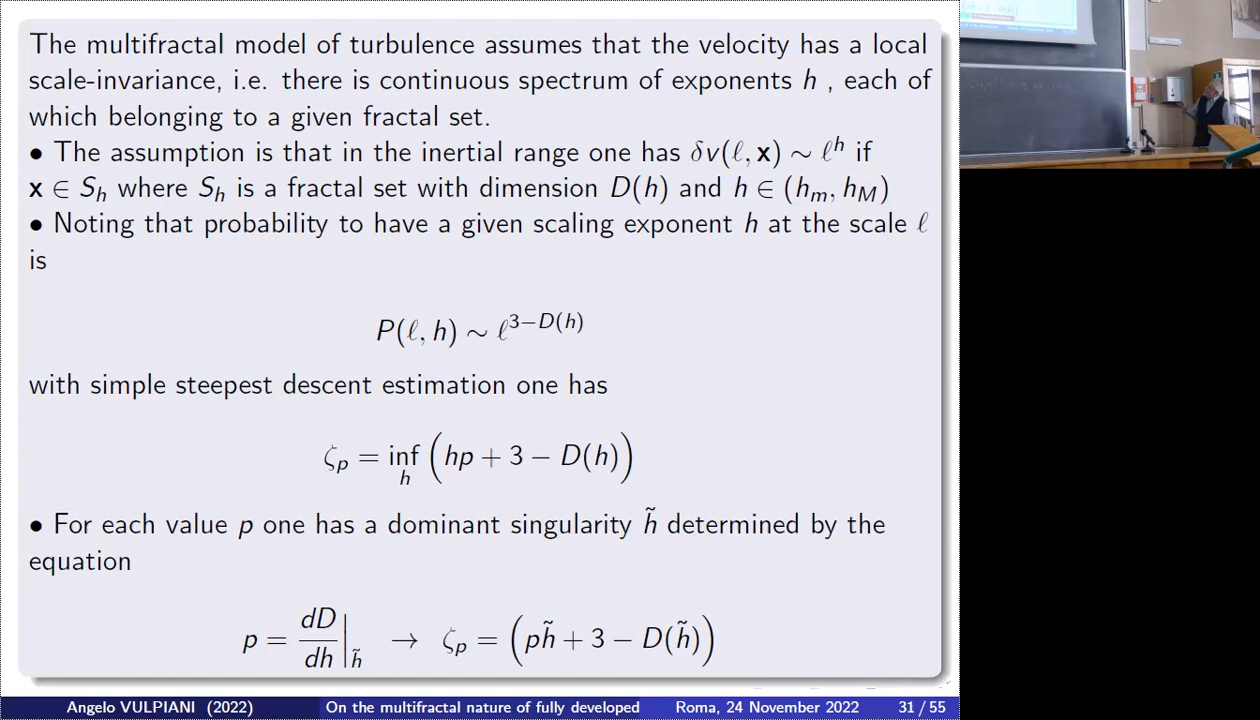 The multifractal model of turbulence assumes that the velocity has a local
scale-invariance, i.e. there is continuous spectrum of exponents h , each of
which belonging to a given fractal set.
• The assumption is that in the inertial range one has δv(ℓ, x) ∼ ℓ^h if
x ∈ S_h where S_h is a fractal set with dimension D(h) and h ∈ (h_m, h_M)
• Noting that probability to have a given scaling exponent h at the scale ℓ
is
P(ℓ, h) ∼ ℓ^{3−D(h)}
with simple steepest descent estimation one has
ζ_p = inf_h (hp + 3 − D(h))
• For each value p one has a dominant singularity h̃ determined by the
equation
p = dD/dh |_h̃ → ζ_p = (ph̃ + 3 − D(h̃))
Angelo VULPIANI (2022) On the multifractal nature of fully developed Roma, 24 November 2022 31 / 55